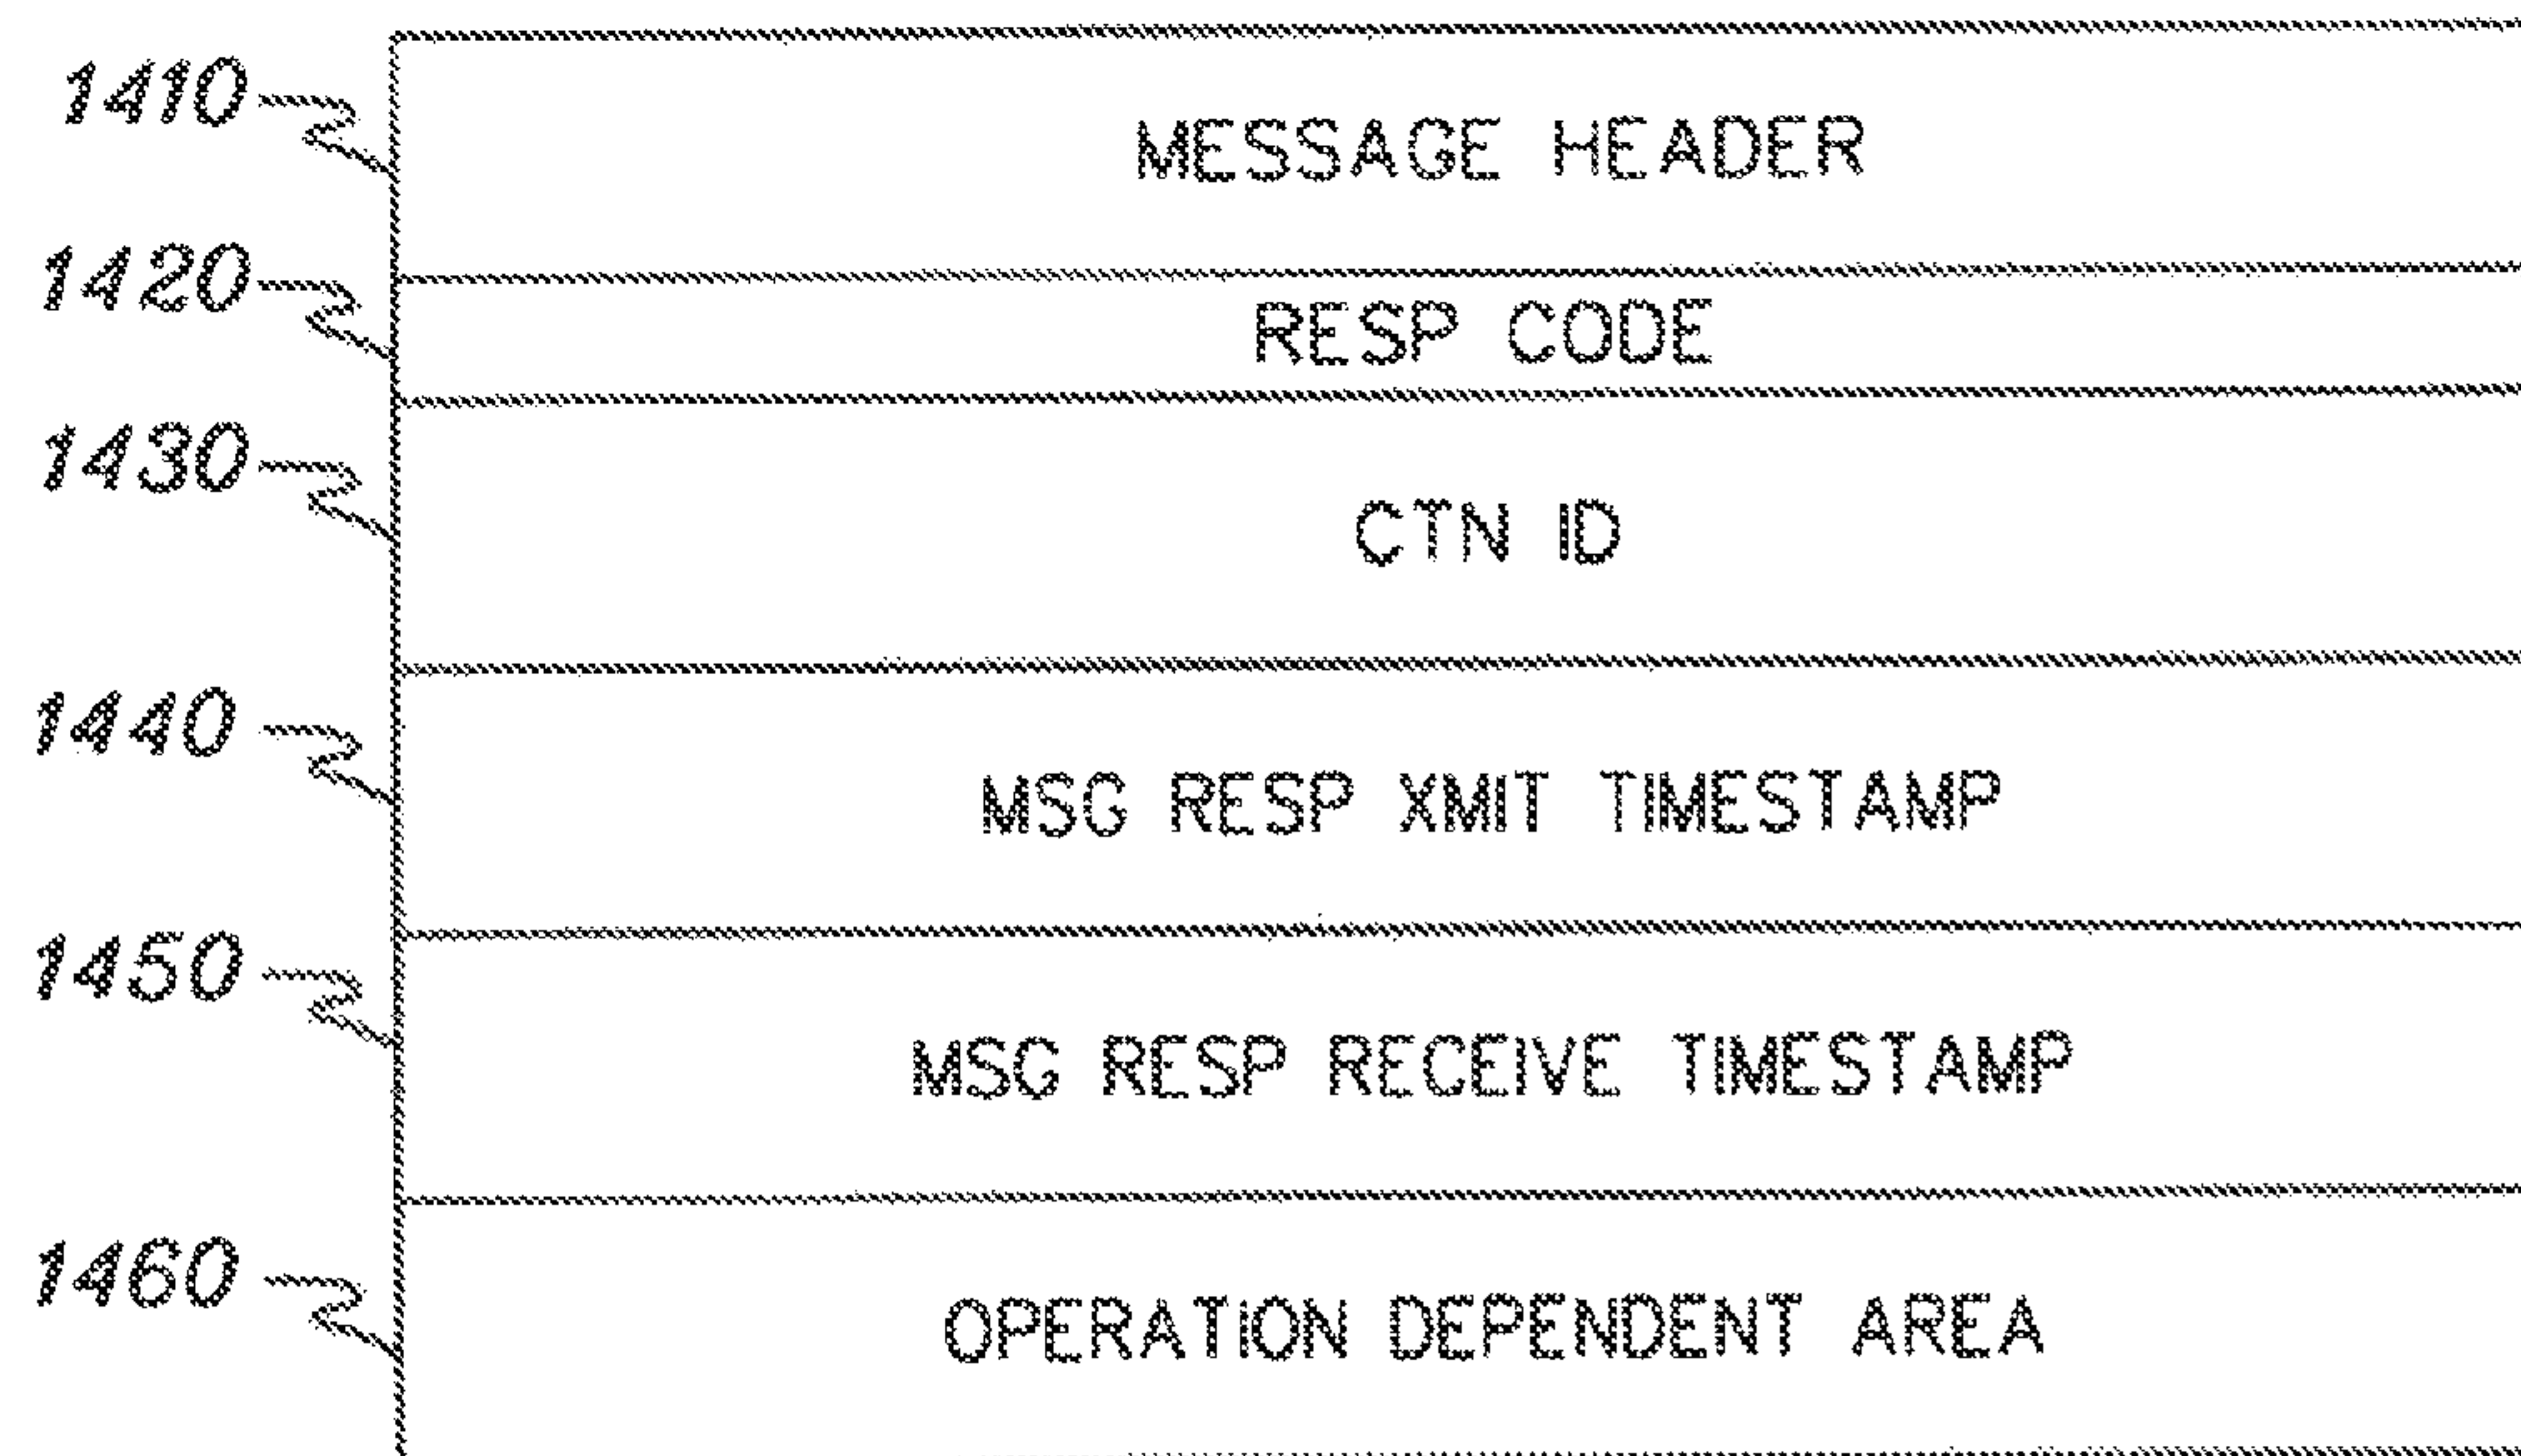 1410 MESSAGE HEADER
1420 RESP CODE
1430 CTN ID
1440 MSG RESP XMIT TIMESTAMP
1450 MSG RESP RECEIVE TIMESTAMP
1460 OPERATION DEPENDENT AREA